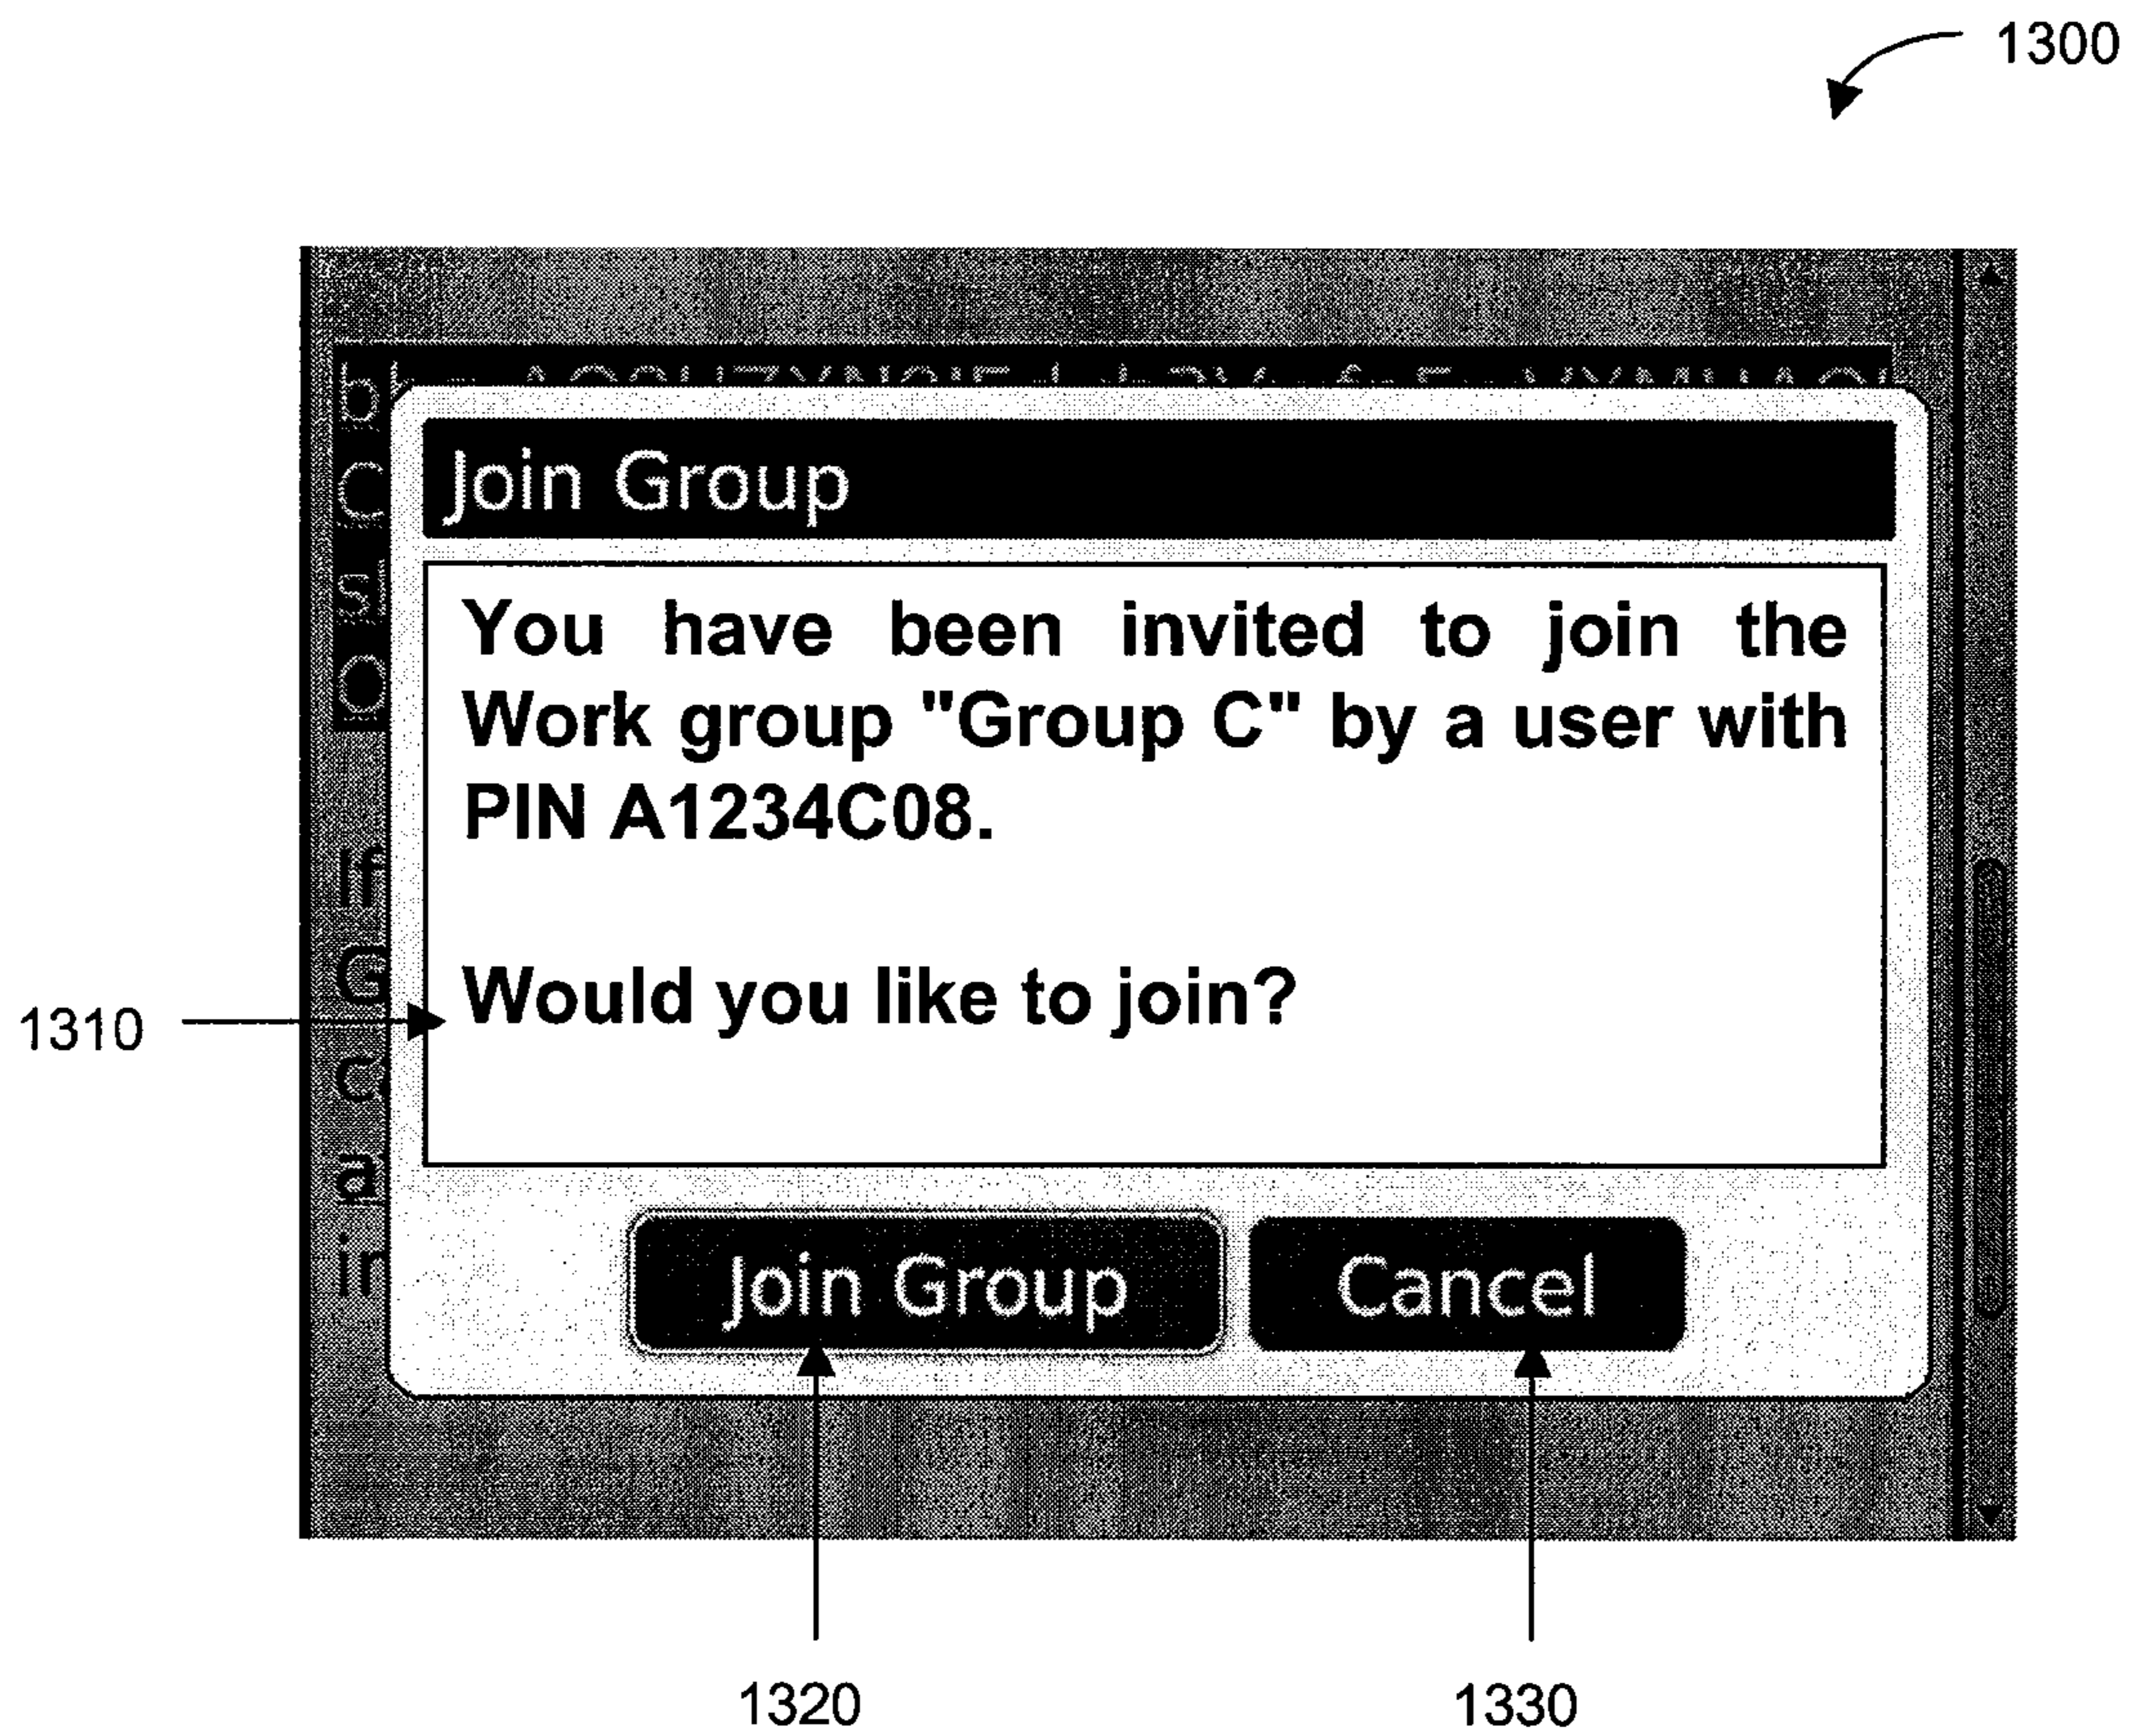 1300
Join Group
You have been invited to join the
Work group "Group C" by a user with
PIN A1234C08.
If
Would you like to join?
1310
Join Group Cancel
1320 1330